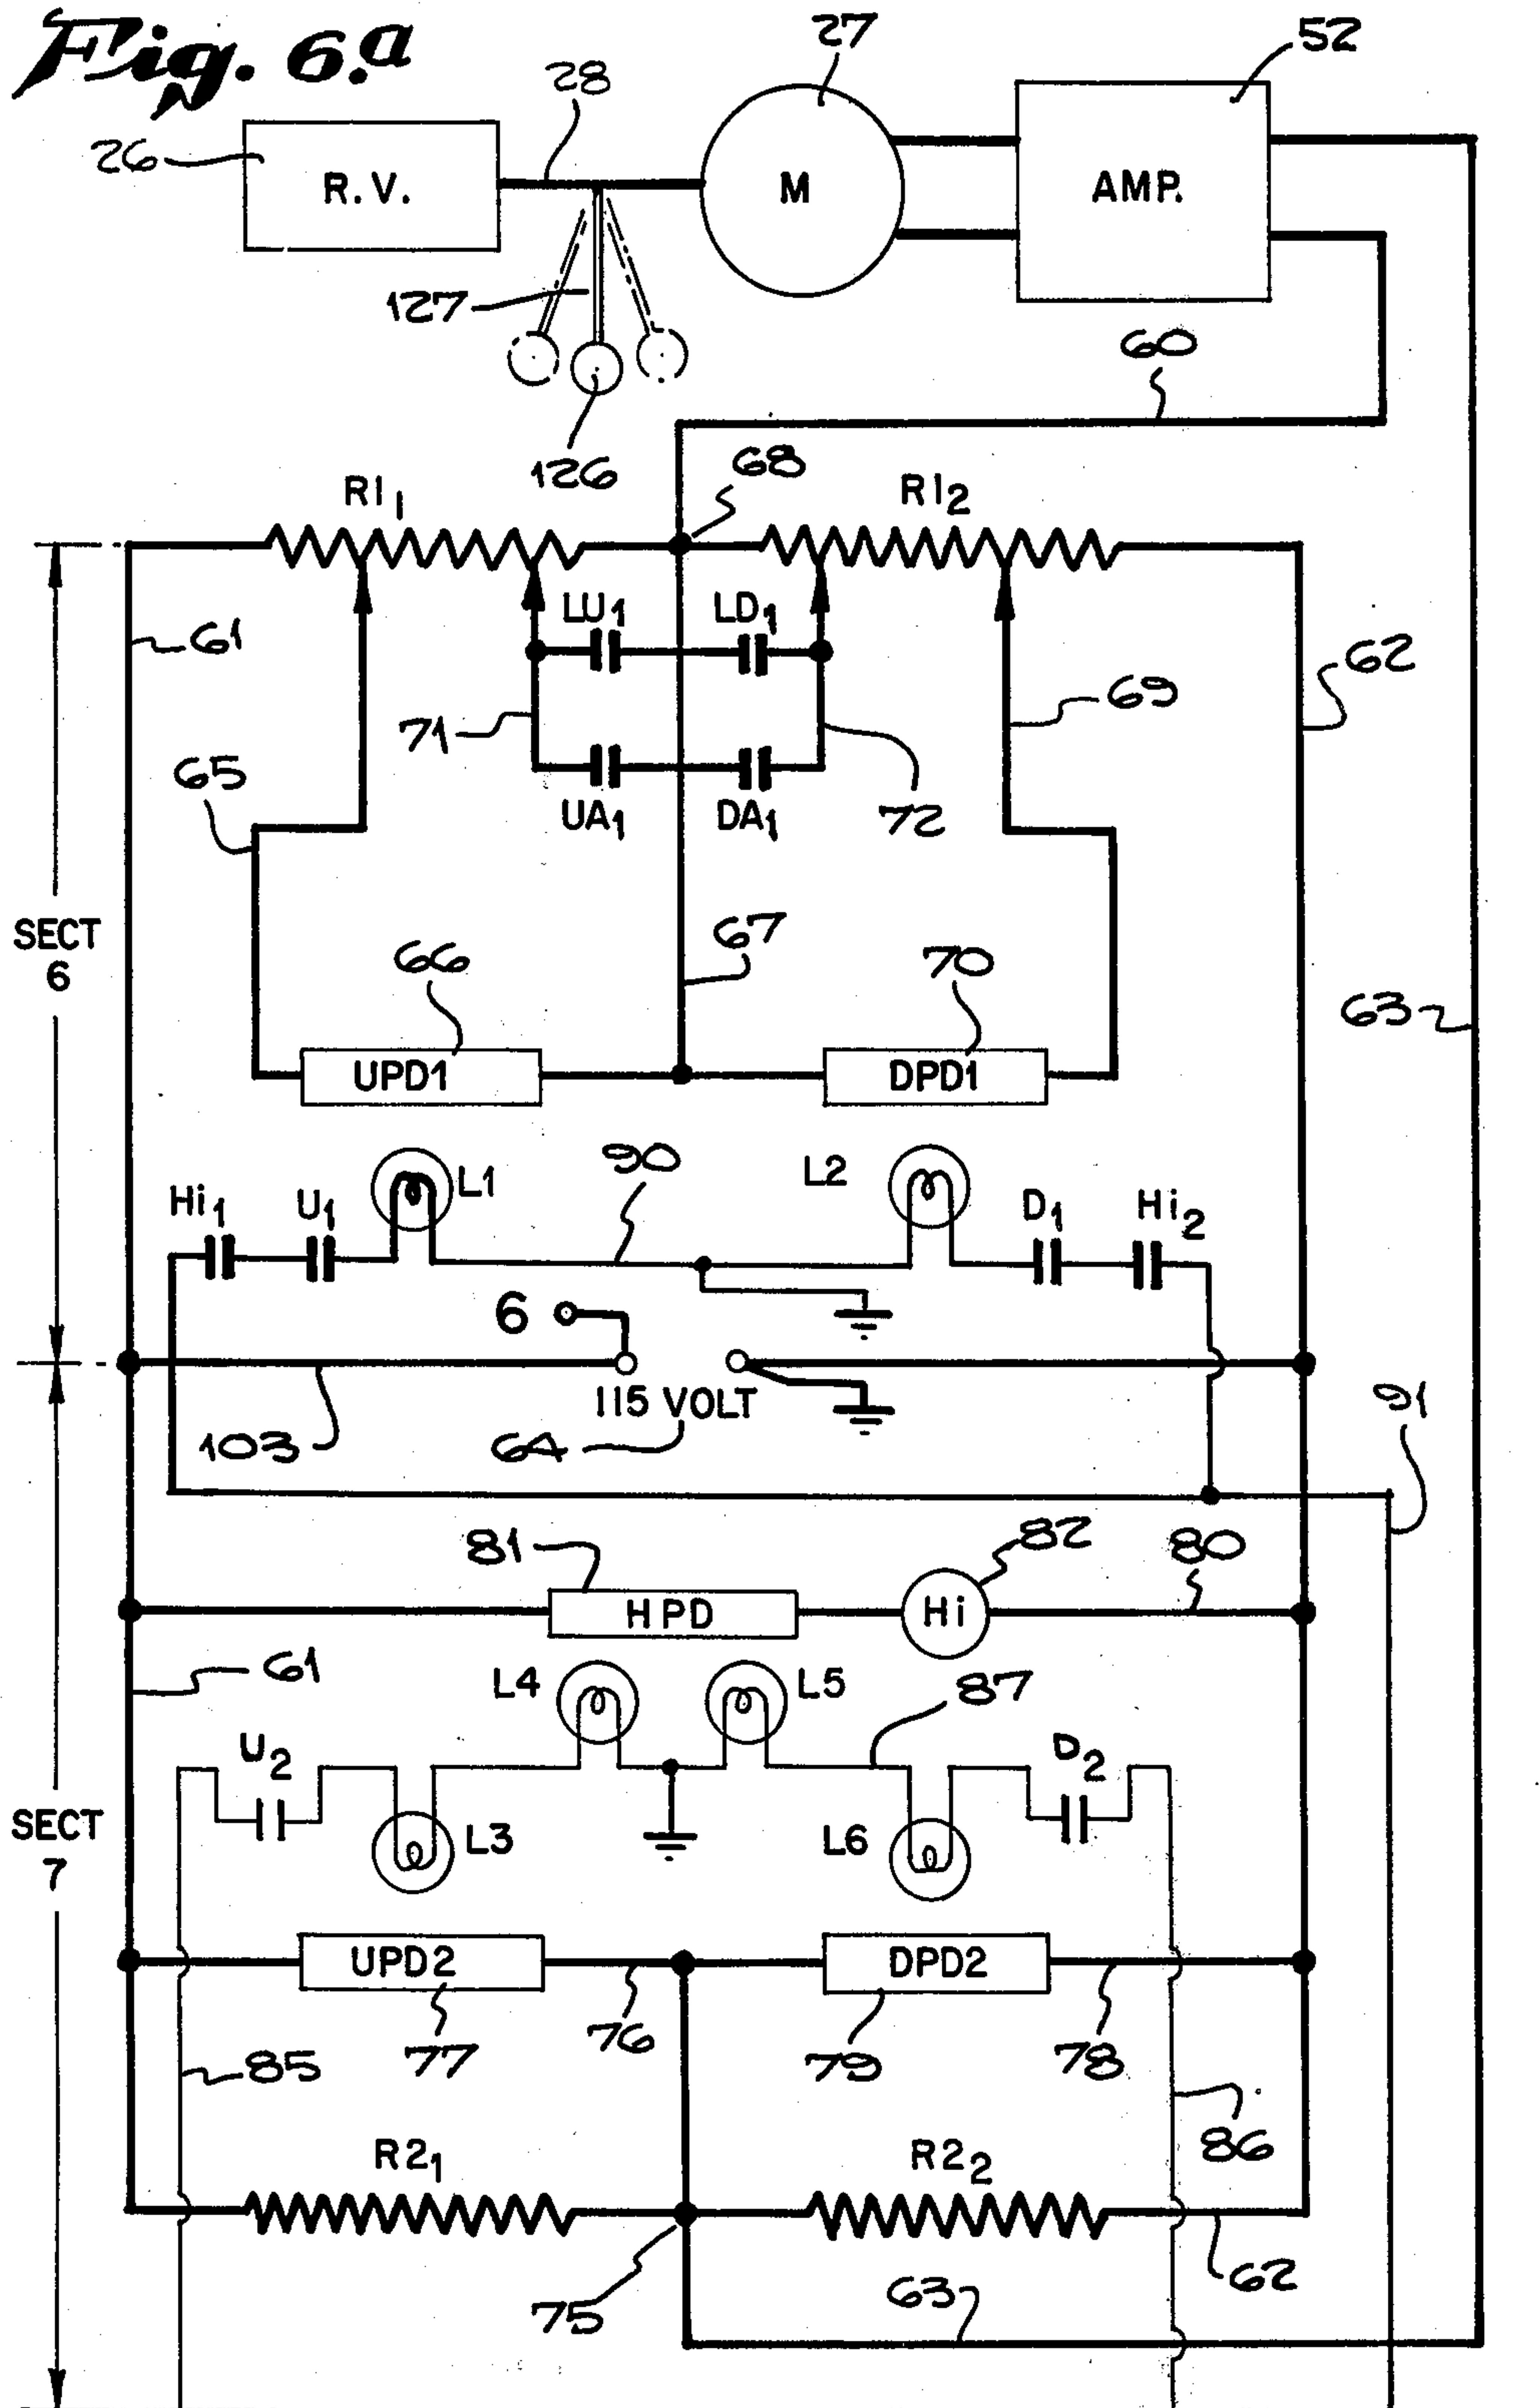 Fig. 6.a
27
52
28
26
R.V.
M
AMP.
127
60
126
68
R1₁
R1₂
LU₁
LD₁
61
62
69
71
65
UA₁
DA₁
72
SECT
6
67
66
70
63
UPD1
DPD1
90
L1
L2
Hi₁
U₁
D₁
Hi₂
6
115 VOLT
103
64
91
81
82
80
HPD
Hi
61
L4
L5
87
U₂
D₂
SECT
7
L3
L6
UPD2
DPD2
77
76
79
78
85
86
R2₁
R2₂
75
63
62